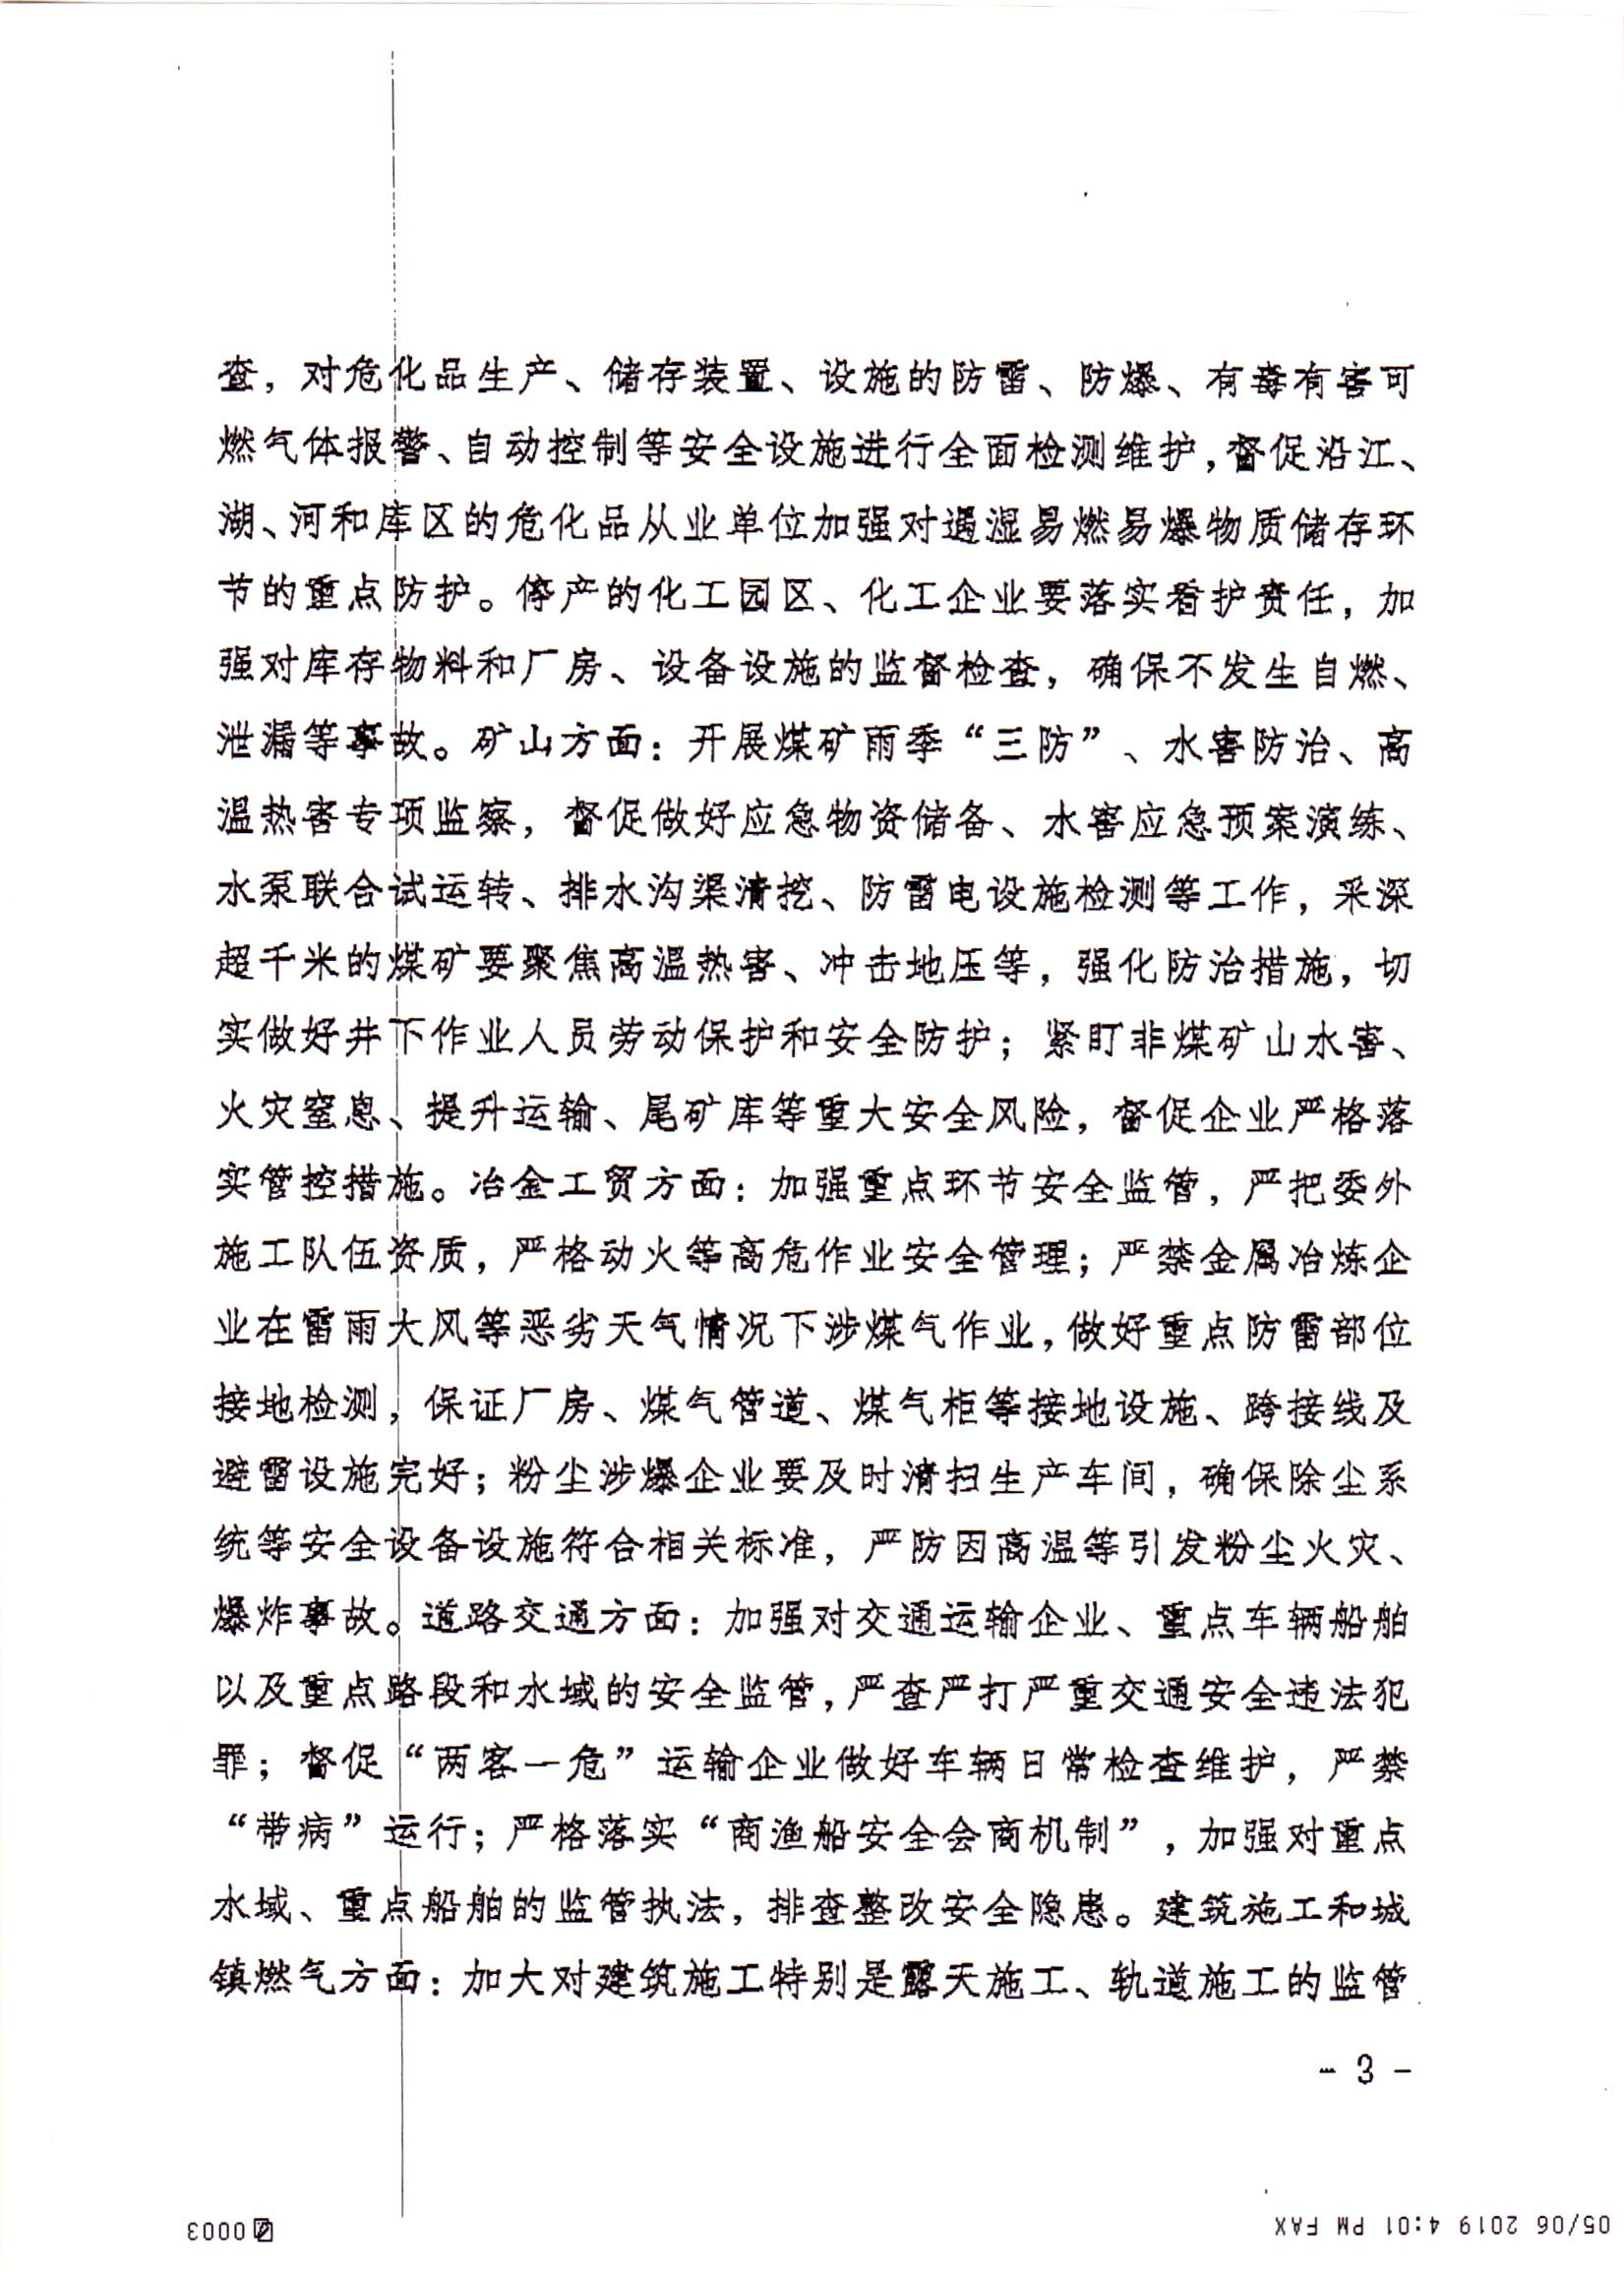 查，对危化品生产、储存装置、设施的防雷、防爆、有毒有害可
燃气体报警、自动控制等安全设施进行全面检测维护，督促沿江、
湖、河和库区的危化品从业单位加强对遇湿易燃易爆物质储存环
节的重点防护。停产的化工园区、化工企业要落实看护责任，加
强对库存物料和厂房、设备设施的监督检查，确保不发生自燃、
泄漏等事故。矿山方面：开展煤矿雨季“三防”、水害防治、高
温热害专项监察，督促做好应急物资储备、水害应急预案演练、
水泵联合试运转、排水沟渠清挖、防雷电设施检测等工作，采深
超千米的煤矿要聚焦高温热害、冲击地压等，强化防治措施，切
实做好井下作业人员劳动保护和安全防护；紧盯非煤矿山水害、
火灾窒息、提升运输、尾矿库等重大安全风险，督促企业严格落
实管控措施。冶金工贸方面：加强重点环节安全监管，严把委外
施工队伍资质，严格动火等高危作业安全管理；严禁金属冶炼企
业在雷雨大风等恶劣天气情况下涉煤气作业，做好重点防雷部位
接地检测，保证厂房、煤气管道、煤气柜等接地设施、跨接线及
避雷设施完好；粉尘涉爆企业要及时清扫生产车间，确保除尘系
统等安全设备设施符合相关标准，严防因高温等引发粉尘火灾、
爆炸事故。道路交通方面：加强对交通运输企业、重点车辆船舶
以及重点路段和水域的安全监管，严查严打严重交通安全违法犯
罪；督促“两客一危”运输企业做好车辆日常检查维护，严禁
“带病”运行；严格落实“商渔船安全会商机制”，加强对重点
水域、重点船舶的监管执法，排查整改安全隐患。建筑施工和城
镇燃气方面：加大对建筑施工特别是露天施工、轨道施工的监管
- 3 -
05/06 2019 4:01 PM FAX
0003